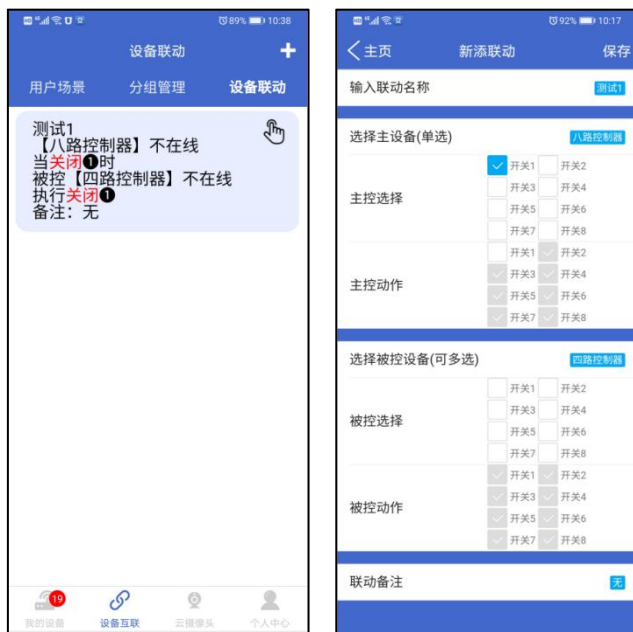 89% 10:38
设备联动 +
用户场景 分组管理 设备联动
测试1
【八路控制器】不在线
当关闭❶时
被控【四路控制器】不在线
执行关闭❶
备注：无
19
我的设备 设备互联 云摄像头 个人中心
92% 10:17
主页 新添联动 保存
输入联动名称 测试1
选择主设备(单选) 八路控制器
主控选择
开关1 开关2
开关3 开关4
开关5 开关6
开关7 开关8
主控动作
开关1 开关2
开关3 开关4
开关5 开关6
开关7 开关8
选择被控设备(可多选) 四路控制器
被控选择
开关1 开关2
开关3 开关4
开关5 开关6
开关7 开关8
被控动作
开关1 开关2
开关3 开关4
开关5 开关6
开关7 开关8
联动备注 无